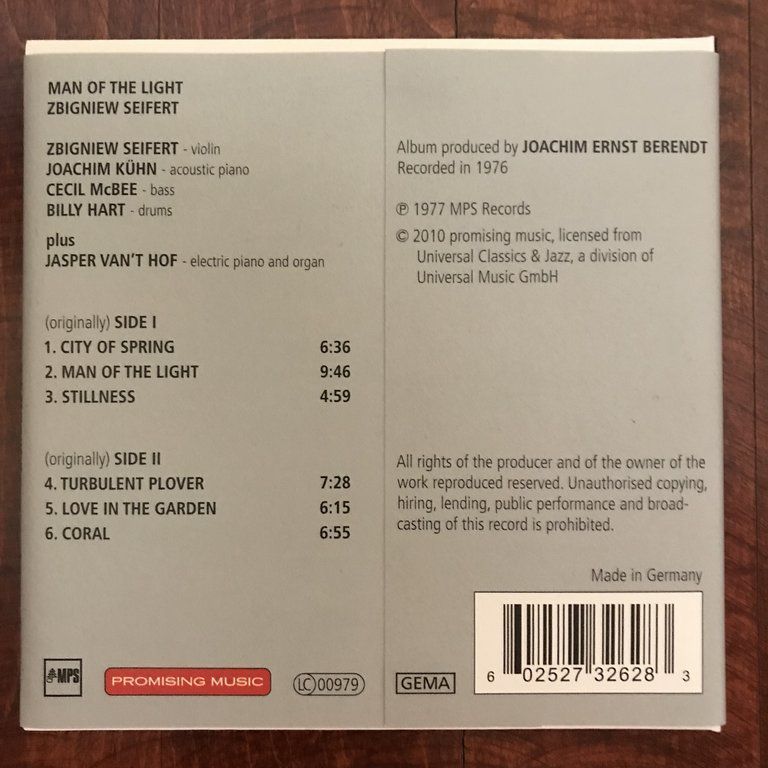 MAN OF THE LIGHT
ZBIGNIEW SEIFERT
ZBIGNIEW SEIFERT - violin
JOACHIM KÜHN - acoustic piano
CECIL McBEE - bass
BILLY HART - drums
plus
JASPER VAN'T HOF - electric piano and organ
(originally) SIDE I
1. CITY OF SPRING 6:36
2. MAN OF THE LIGHT 9:46
3. STILLNESS 4:59
(originally) SIDE II
4. TURBULENT PLOVER 7:28
5. LOVE IN THE GARDEN 6:15
6. CORAL 6:55
MPS
PROMISING MUSIC
LC 00979
Album produced by JOACHIM ERNST BERENDT
Recorded in 1976
℗ 1977 MPS Records
© 2010 promising music, licensed from
Universal Classics & Jazz, a division of
Universal Music GmbH
All rights of the producer and of the owner of the
work reproduced reserved. Unauthorised copying,
hiring, lending, public performance and broad-
casting of this record is prohibited.
Made in Germany
GEMA
6 02527 32628 3